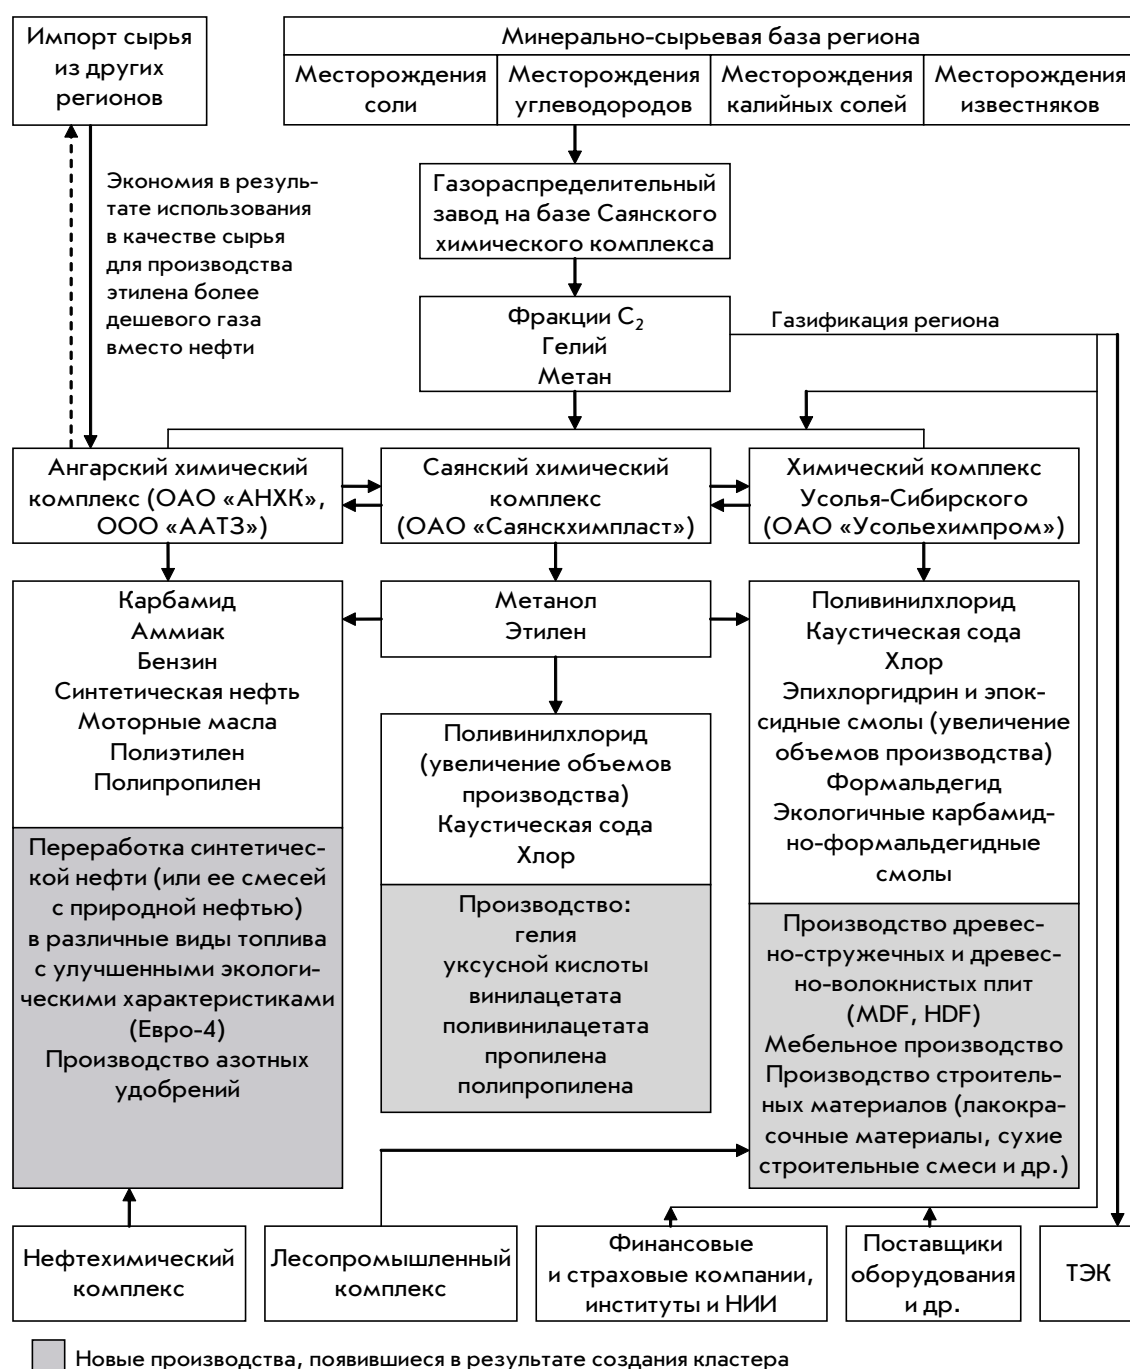 Импорт сырья
из других
регионов
Минерально-сырьевая база региона
Месторождения
соли
Месторождения
углеводородов
Месторождения
калийных солей
Месторождения
известняков
Экономия в резуль-
тате использования
в качестве сырья
для производства
этилена более
дешевого газа
вместо нефти
Газораспределительный
завод на базе Саянского
химического комплекса
Фракции С₂
Гелий
Метан
Газификация региона
Ангарский химический
комплекс (ОАО «АНХК»,
ООО «ААТЗ»)
Саянский химический
комплекс
(ОАО «Саянскхимпласт»)
Химический комплекс
Усолья-Сибирского
(ОАО «Усольехимпром»)
Карбамид
Аммиак
Бензин
Синтетическая нефть
Моторные масла
Полиэтилен
Полипропилен
Переработка синтетичес-
кой нефти (или ее смесей
с природной нефтью)
в различные виды топлива
с улучшенными экологи-
ческими характеристиками
(Евро-4)
Производство азотных
удобрений
Метанол
Этилен
Поливинилхлорид
(увеличение объемов
производства)
Каустическая сода
Хлор
Производство:
гелия
уксусной кислоты
винилацетата
поливинилацетата
пропилена
полипропилена
Поливинилхлорид
Каустическая сода
Хлор
Эпихлоргидрин и эпок-
сидные смолы (увеличение
объемов производства)
Формальдегид
Экологичные карбамид-
но-формальдегидные
смолы
Производство древес-
но-стружечных и древес-
но-волокнистых плит
(MDF, HDF)
Мебельное производство
Производство строитель-
ных материалов (лакокра-
сочные материалы, сухие
строительные смеси и др.)
Нефтехимический
комплекс
Лесопромышленный
комплекс
Финансовые
и страховые компании,
институты и НИИ
Поставщики
оборудования
и др.
ТЭК
Новые производства, появившиеся в результате создания кластера